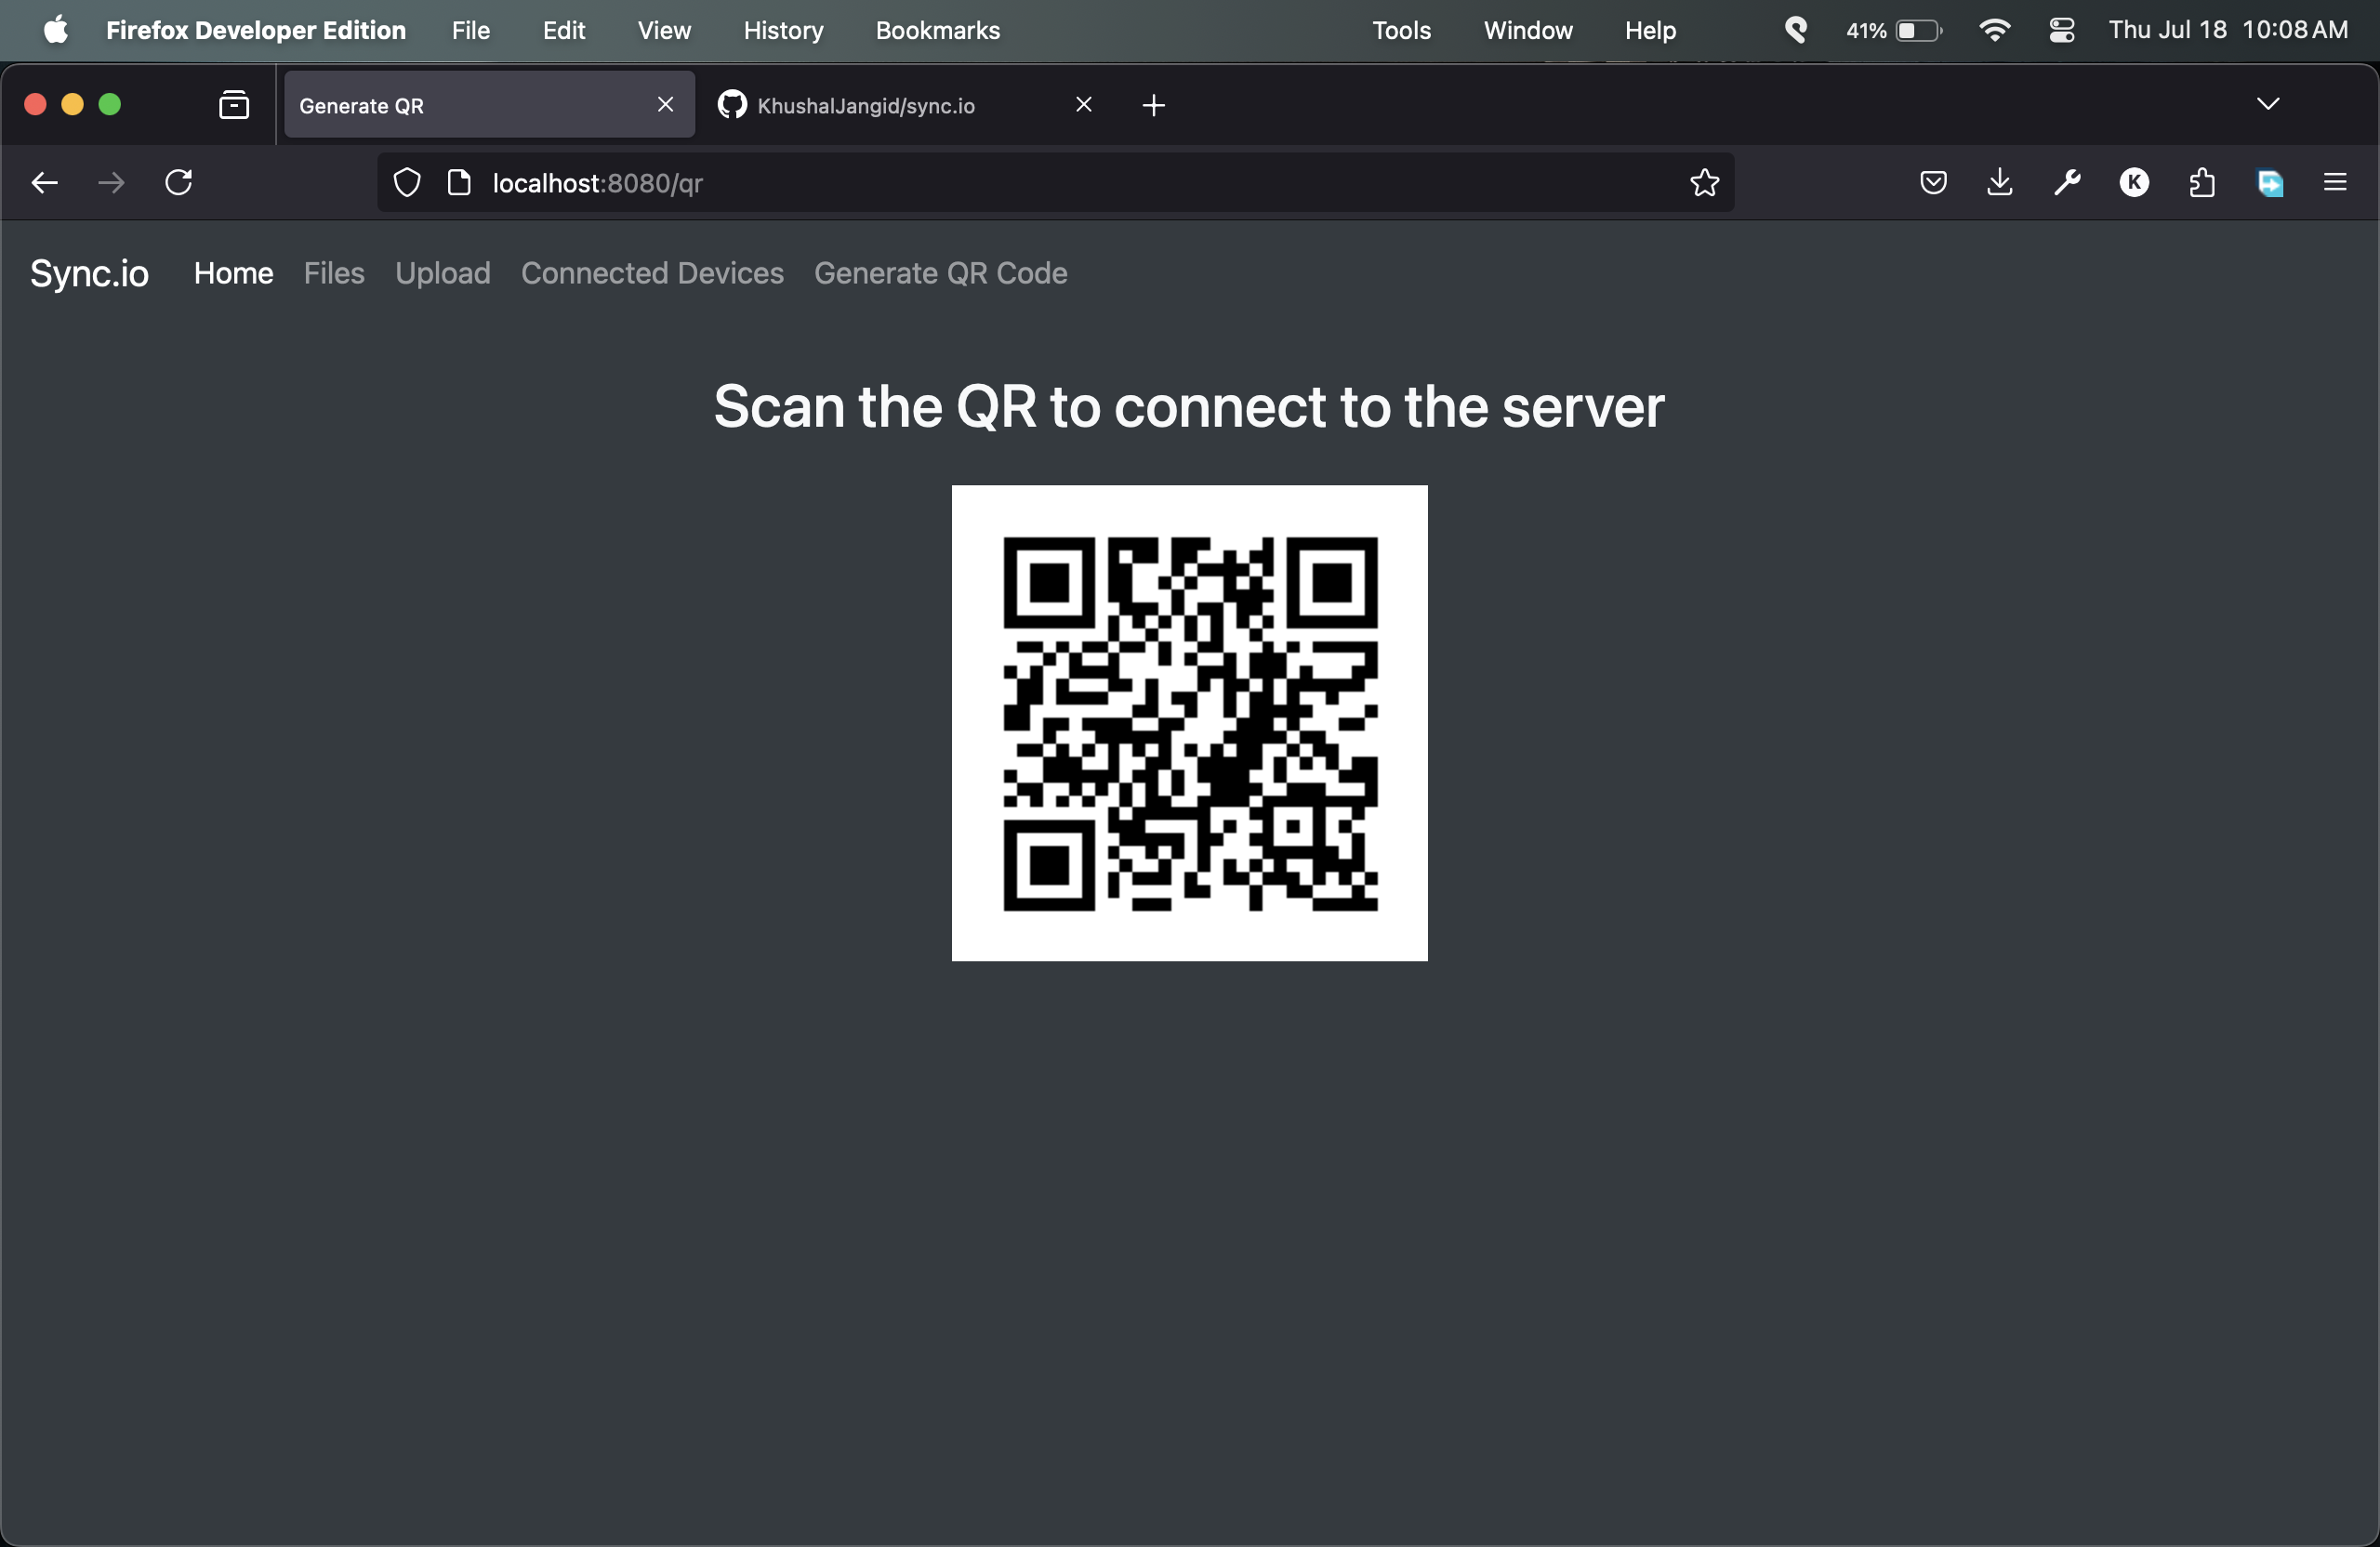 Firefox Developer Edition File Edit View History Bookmarks Tools Window Help 41% Thu Jul 18 10:08 AM
Generate QR KhushalJangid/sync.io
localhost:8080/qr K
Sync.io Home Files Upload Connected Devices Generate QR Code
Scan the QR to connect to the server